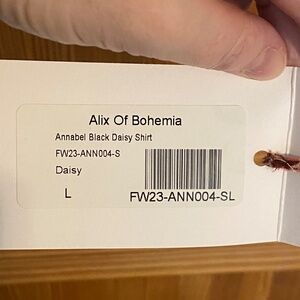 Alix Of Bohemia
Annabel Black Daisy Shirt
FW23-ANN004-S
Daisy
L
FW23-ANN004-SL